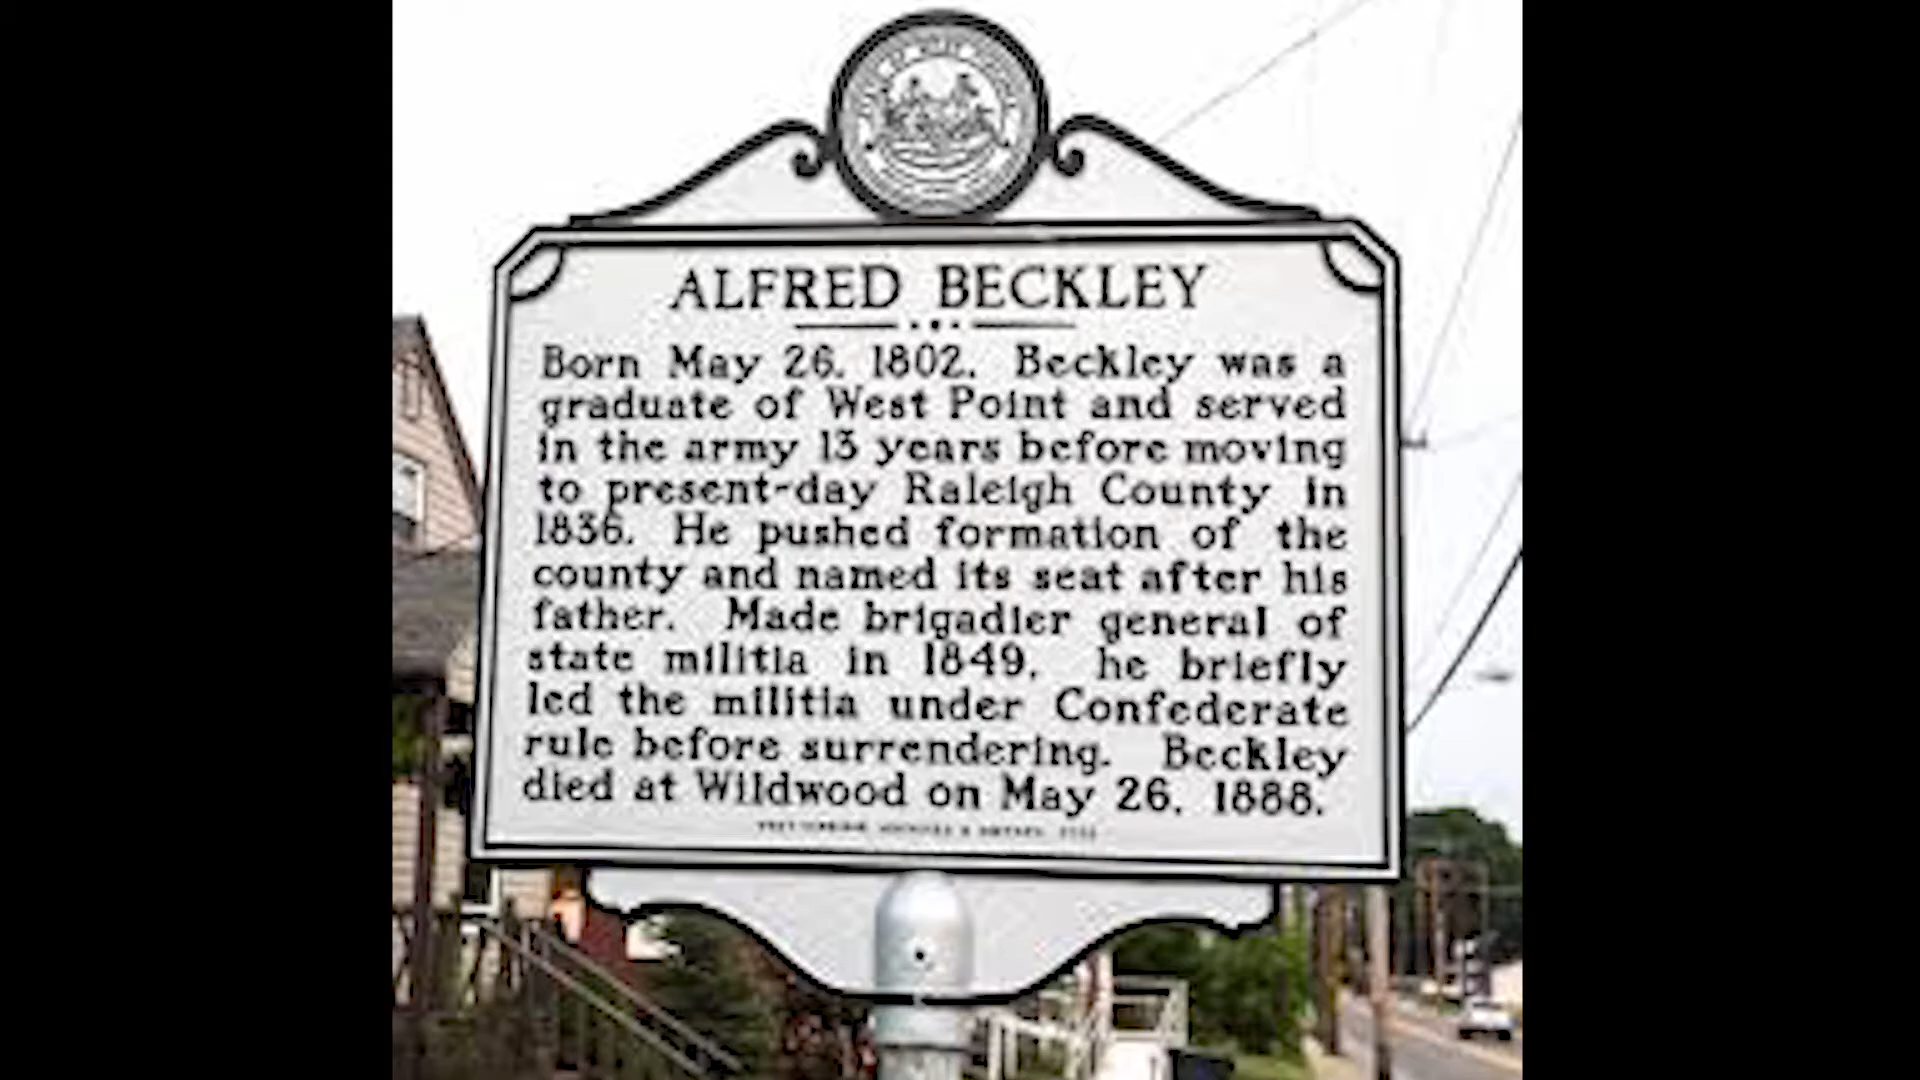 ALFRED BECKLEY
Born May 26, 1802, Beckley was a
graduate of West Point and served
in the army 13 years before moving
to present-day Raleigh County in
1836. He pushed formation of the
county and named its seat after his
father. Made brigadier general of
state militia in 1849, he briefly
led the militia under Confederate
rule before surrendering. Beckley
died at Wildwood on May 26, 1888.